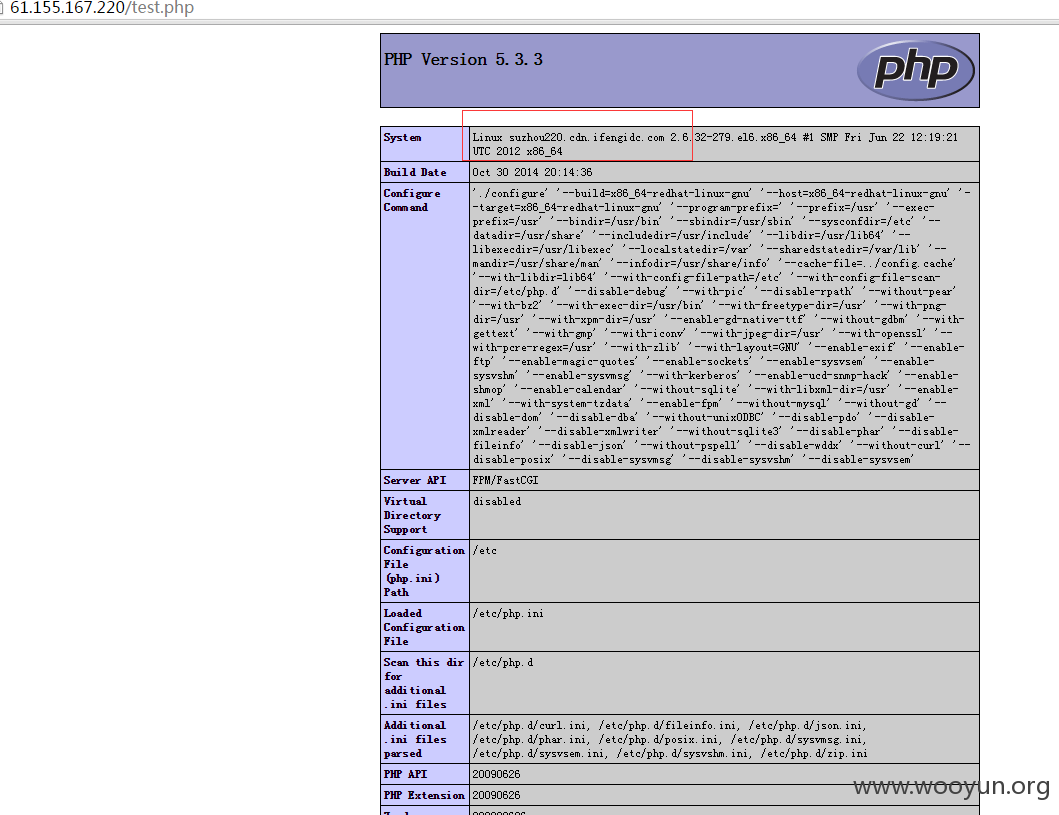 61.155.167.220/test.php
PHP Version 5.3.3
php
System
Linux suzhou220.cdn.ifengidc.com 2.6.32-279.el6.x86_64 #1 SMP Fri Jun 22 12:19:21
UTC 2012 x86_64
Build Date
Oct 30 2014 20:14:36
Configure
Command
'./configure' '--build=x86_64-redhat-linux-gnu' '--host=x86_64-redhat-linux-gnu' '-
-target=x86_64-redhat-linux-gnu' '--program-prefix=' '--prefix=/usr' '--exec-
prefix=/usr' '--bindir=/usr/bin' '--sbindir=/usr/sbin' '--sysconfdir=/etc' '--
datadir=/usr/share' '--includedir=/usr/include' '--libdir=/usr/lib64' '--
libexecdir=/usr/libexec' '--localstatedir=/var' '--sharedstatedir=/var/lib' '--
mandir=/usr/share/man' '--infodir=/usr/share/info' '--cache-file=../config.cache'
'--with-libdir=lib64' '--with-config-file-path=/etc' '--with-config-file-scan-
dir=/etc/php.d' '--disable-debug' '--with-pic' '--disable-rpath' '--without-pear'
'--with-bz2' '--with-exec-dir=/usr/bin' '--with-freetype-dir=/usr' '--with-png-
dir=/usr' '--with-xpm-dir=/usr' '--enable-gd-native-ttf' '--without-gdbm' '--with-
gettext' '--with-gmp' '--with-iconv' '--with-jpeg-dir=/usr' '--with-openssl' '--
with-pcre-regex=/usr' '--with-zlib' '--with-layout=GNU' '--enable-exif' '--enable-
ftp' '--enable-magic-quotes' '--enable-sockets' '--enable-sysvsem' '--enable-
sysvshm' '--enable-sysvmsg' '--with-kerberos' '--enable-ucd-snmp-hack' '--enable-
shmop' '--enable-calendar' '--without-sqlite' '--with-libxml-dir=/usr' '--enable-
xml' '--with-system-tzdata' '--enable-fpm' '--without-mysql' '--without-gd' '--
disable-dom' '--disable-dba' '--without-unixODBC' '--disable-pdo' '--disable-
xmlreader' '--disable-xmlwriter' '--without-sqlite3' '--disable-phar' '--disable-
fileinfo' '--disable-json' '--without-pspell' '--disable-wddx' '--without-curl' '--
disable-posix' '--disable-sysvmsg' '--disable-sysvshm' '--disable-sysvsem'
Server API
FPM/FastCGI
Virtual
Directory
Support
disabled
Configuration
File
(php.ini)
Path
/etc
Loaded
Configuration
File
/etc/php.ini
Scan this dir
for
additional
.ini files
/etc/php.d
Additional
.ini files
parsed
/etc/php.d/curl.ini, /etc/php.d/fileinfo.ini, /etc/php.d/json.ini,
/etc/php.d/phar.ini, /etc/php.d/posix.ini, /etc/php.d/sysvmsg.ini,
/etc/php.d/sysvsem.ini, /etc/php.d/sysvshm.ini, /etc/php.d/zip.ini
PHP API
20090626
PHP Extension
20090626
www.wooyun.org